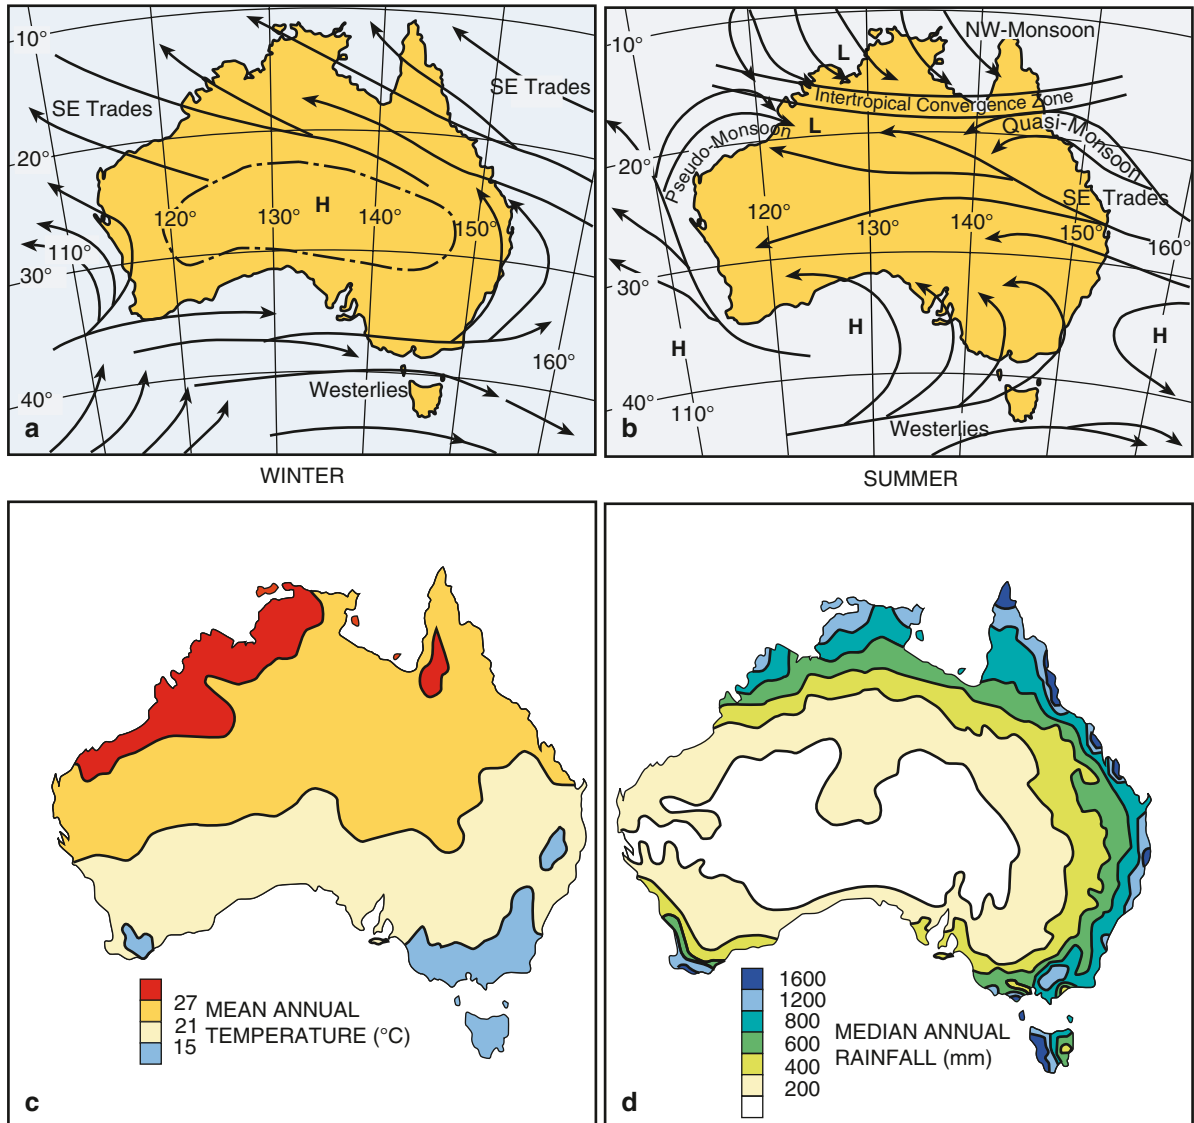 10°
SE Trades
SE Trades
20°
H
120°
130°
140°
150°
110°
30°
160°
Westerlies
40°
a
WINTER
NW-Monsoon
10°
L
Intertropical Convergence Zone
L
Pseudo-Monsoon
Quasi-Monsoon
20°
SE Trades
120°
130°
140°
150°
160°
30°
H
H
H
40°
110°
Westerlies
b
SUMMER
27
21
15
MEAN ANNUAL
TEMPERATURE (°C)
c
1600
1200
800
600
400
200
MEDIAN ANNUAL
RAINFALL (mm)
d